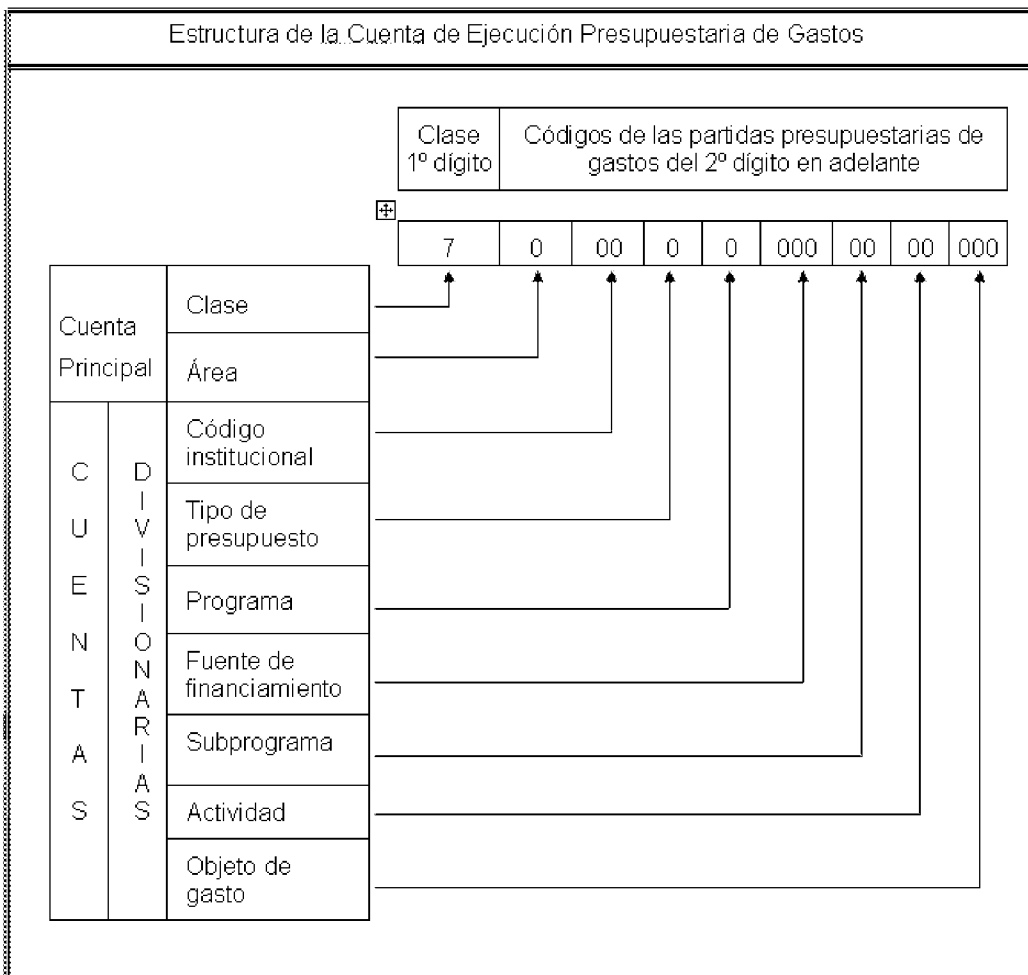 Estructura de la Cuenta de Ejecución Presupuestaria de Gastos
Clase
1º dígito
Códigos de las partidas presupuestarias de
gastos del 2º dígito en adelante
7 0 00 0 0 000 00 00 000
Cuenta
Principal
Clase
Área
CUENTAS
DIVISIONARIAS
Código
institucional
Tipo de
presupuesto
Programa
Fuente de
financiamiento
Subprograma
Actividad
Objeto de
gasto